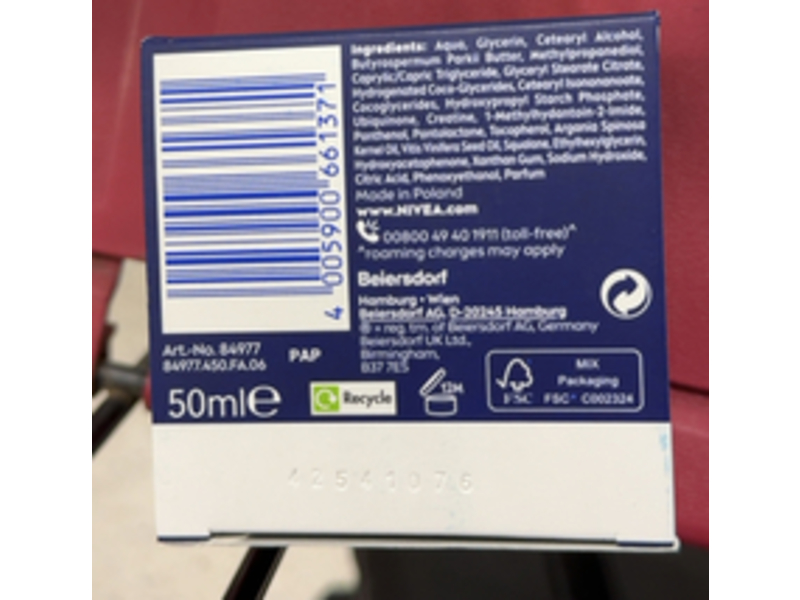 Ingredients: Aqua, Glycerin, Cetearyl Alcohol,
Butyrospermum Parkii Butter, Methylpropanediol,
Caprylic/Capric Triglyceride, Glyceryl Stearate Citrate,
Hydrogenated Coco-Glycerides, Cetearyl Isononanoate,
Cocoglycerides, Hydroxypropyl Starch Phosphate,
Ubiquinone, Creatine, 1-Methylhydantoin-2-Imide,
Panthenol, Pantolactone, Tocopherol, Argania Spinosa
Kernel Oil, Vitis Vinifera Seed Oil, Squalane, Ethylhexylglycerin,
Hydroxyacetophenone, Xanthan Gum, Sodium Hydroxide,
Citric Acid, Phenoxyethanol, Parfum
Made in Poland
www.NIVEA.com
00800 49 40 1911 (toll-free)^
^roaming charges may apply
Beiersdorf
Hamburg • Wien
Beiersdorf AG, D-20245 Hamburg
® = reg. tm. of Beiersdorf AG, Germany
Beiersdorf UK Ltd.,
Birmingham,
B37 7ES
4 005900 661371
Art.-No. 84977
84977.450.FA.06
PAP
50ml℮
Recycle
12M
FSC
MIX
Packaging
FSC® C002324
42541076